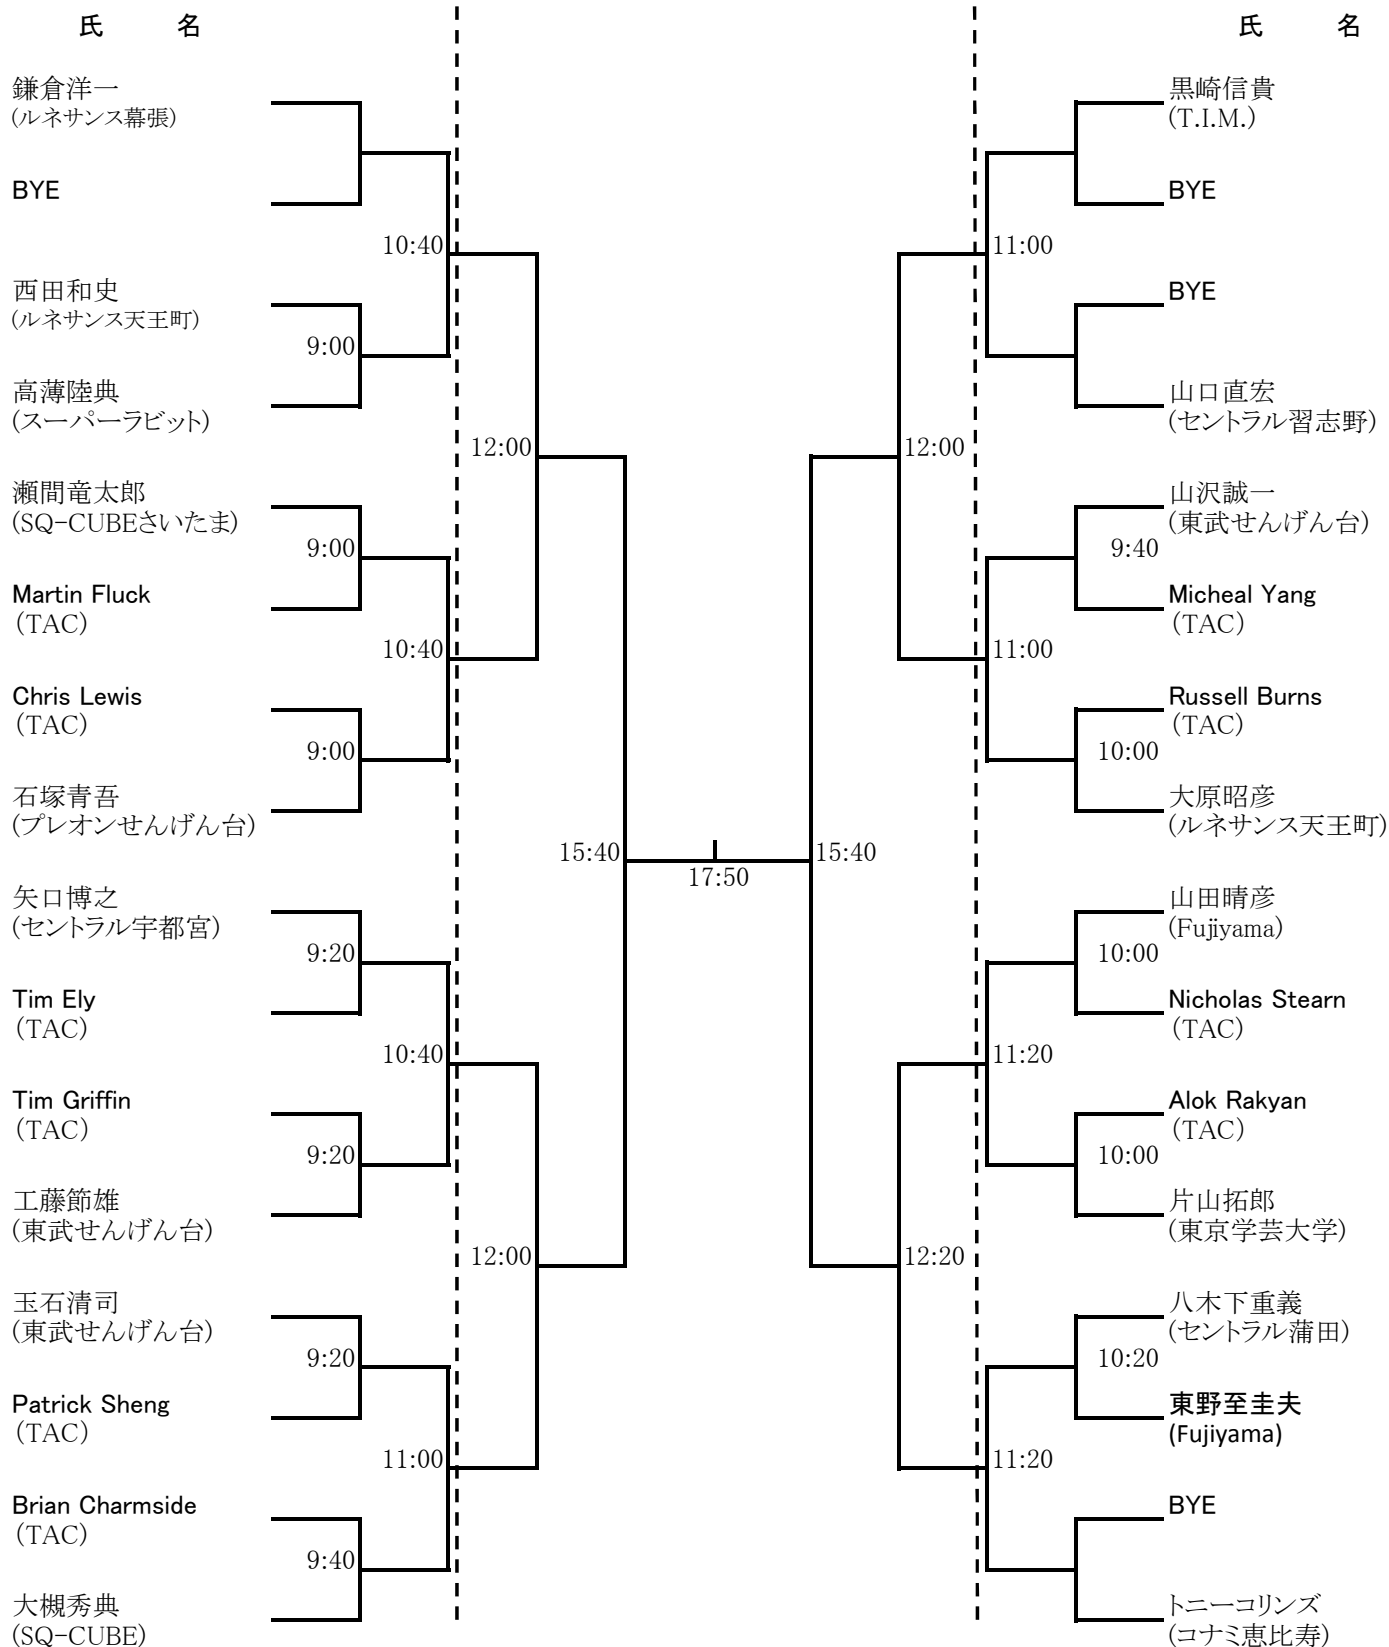 氏 名
鎌倉洋一
(ルネサンス幕張)
BYE
10:40
西田和史
(ルネサンス天王町)
9:00
高薄陸典
(スーパーラビット)
12:00
瀬間竜太郎
(SQ-CUBEさいたま)
9:00
Martin Fluck
(TAC)
10:40
Chris Lewis
(TAC)
9:00
石塚青吾
(プレオンせんげん台)
15:40
矢口博之
(セントラル宇都宮)
9:20
Tim Ely
(TAC)
10:40
Tim Griffin
(TAC)
9:20
工藤節雄
(東武せんげん台)
12:00
玉石清司
(東武せんげん台)
9:20
Patrick Sheng
(TAC)
11:00
Brian Charmside
(TAC)
9:40
大槻秀典
(SQ-CUBE)
17:50
氏 名
黒崎信貴
(T.I.M.)
BYE
11:00
BYE
山口直宏
(セントラル習志野)
12:00
山沢誠一
(東武せんげん台)
9:40
Micheal Yang
(TAC)
11:00
Russell Burns
(TAC)
10:00
大原昭彦
(ルネサンス天王町)
15:40
山田晴彦
(Fujiyama)
10:00
Nicholas Stearn
(TAC)
11:20
Alok Rakyan
(TAC)
10:00
片山拓郎
(東京学芸大学)
12:20
八木下重義
(セントラル蒲田)
10:20
東野至圭夫
(Fujiyama)
11:20
BYE
トニーコリンズ
(コナミ恵比寿)